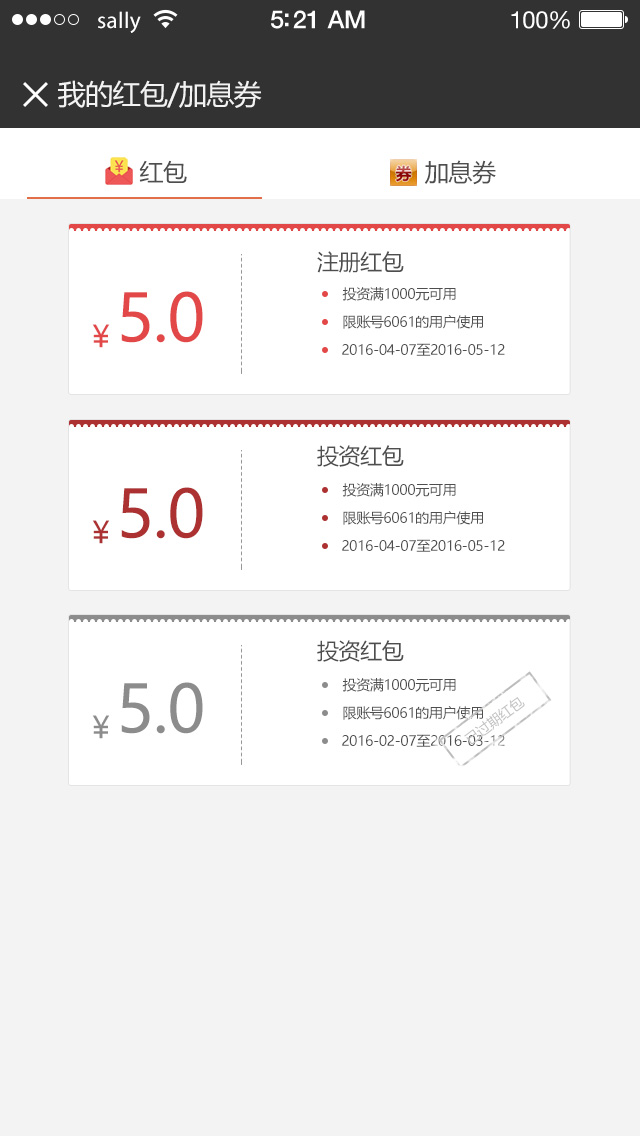 sally
5:21 AM
100%
我的红包/加息券
红包
券
加息券
¥ 5.0
注册红包
投资满1000元可用
限账号6061的用户使用
2016-04-07至2016-05-12
¥ 5.0
投资红包
投资满1000元可用
限账号6061的用户使用
2016-04-07至2016-05-12
¥ 5.0
投资红包
投资满1000元可用
限账号6061的用户使用
2016-02-07至2016-03-12
已过期红包